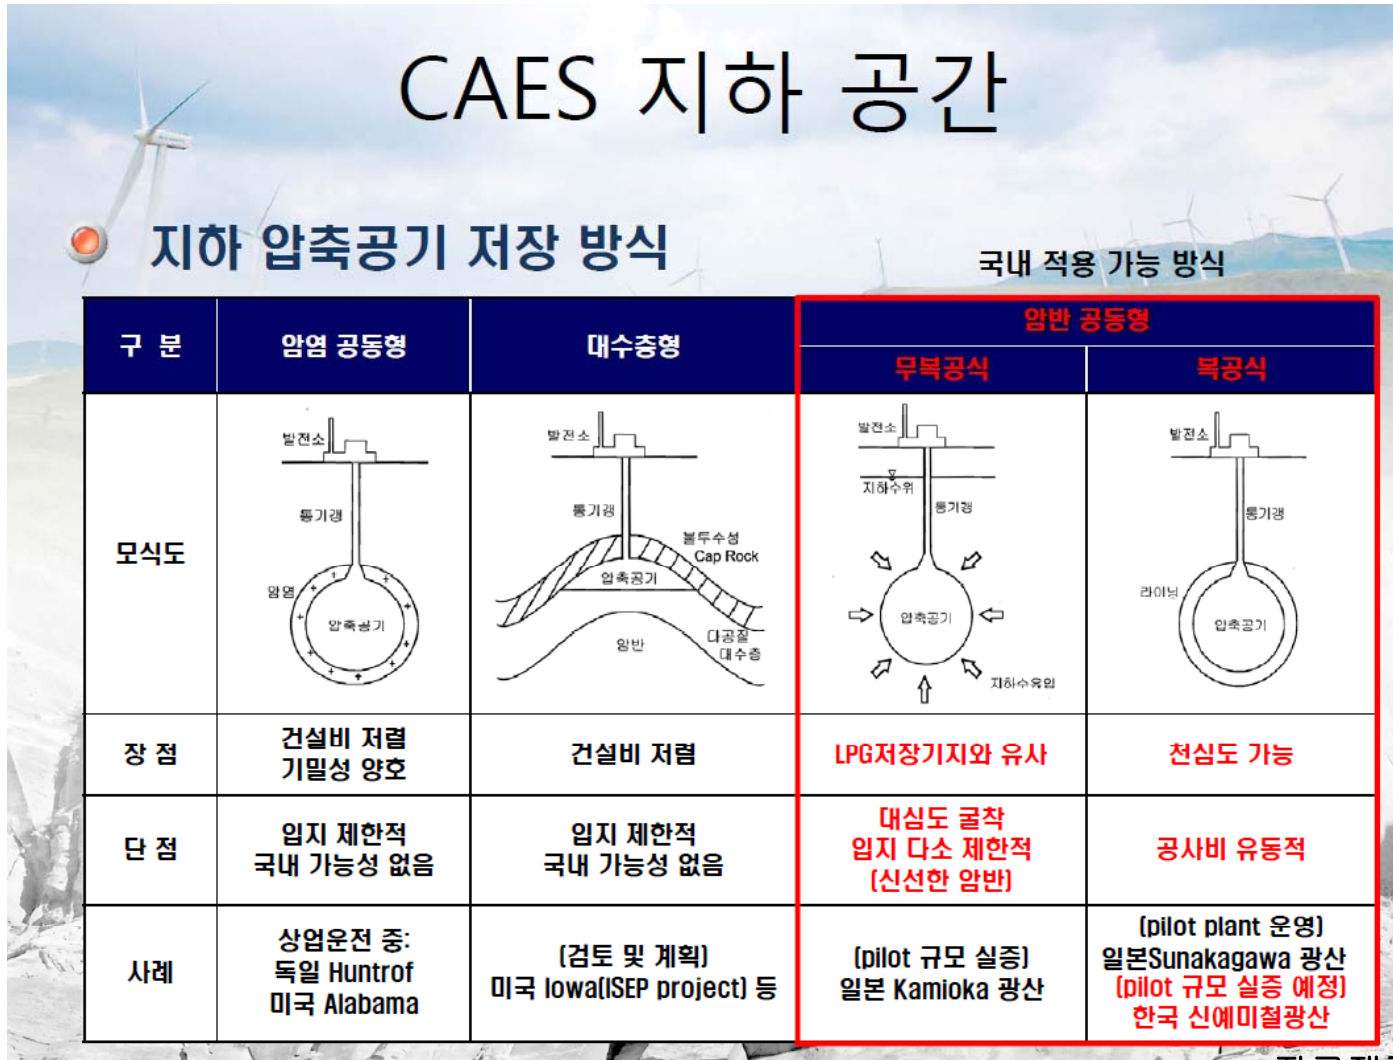 CAES 지하 공간
지하 압축공기 저장 방식
국내 적용 가능 방식
구 분
암염 공동형
대수층형
암반 공동형
무복공식
복공식
모식도
발전소
통기갱
암염
압축공기
발전소
통기갱
불투수성
Cap Rock
압축공기
다공질
대수층
암반
발전소
지하수위
통기갱
압축공기
지하수유입
발전소
통기갱
라이닝
압축공기
장 점
건설비 저렴
기밀성 양호
건설비 저렴
LPG저장기지와 유사
천심도 가능
단 점
입지 제한적
국내 가능성 없음
입지 제한적
국내 가능성 없음
대심도 굴착
입지 다소 제한적
(신선한 암반)
공사비 유동적
사례
상업운전 중:
독일 Huntrof
미국 Alabama
(검토 및 계획)
미국 Iowa(ISEP project) 등
(pilot 규모 실증)
일본 Kamioka 광산
(pilot plant 운영)
일본Sunakagawa 광산
(pilot 규모 실증 예정)
한국 신예미철광산